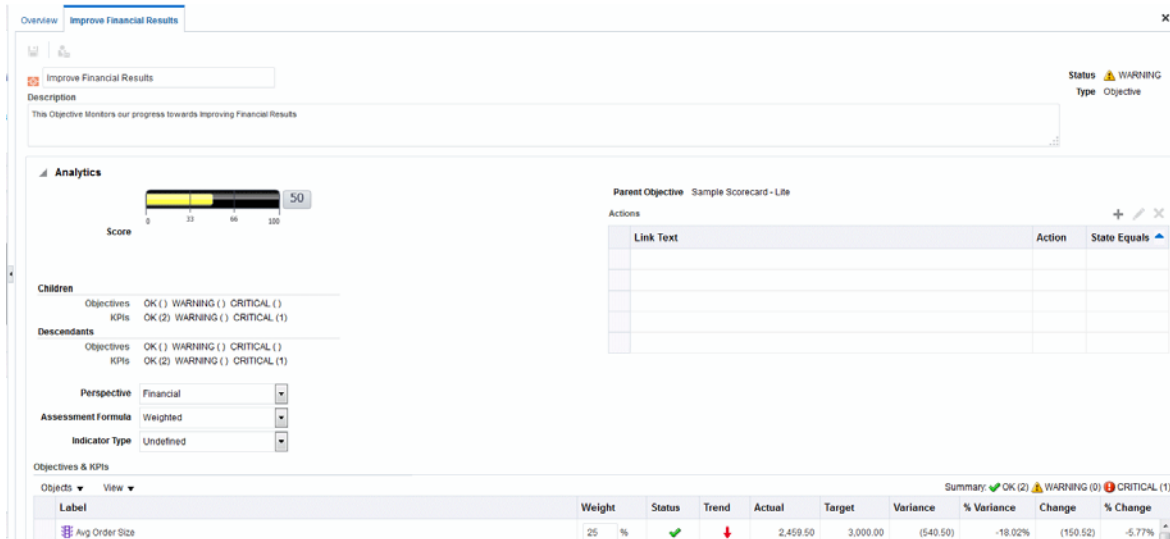 Overview Improve Financial Results
Improve Financial Results
Status WARNING
Type Objective
Description
This Objective Monitors our progress towards Improving Financial Results
Analytics
50
0 33 66 100
Score
Parent Objective Sample Scorecard - Lite
Actions
Link Text Action State Equals
Children
Objectives OK ( ) WARNING ( ) CRITICAL ( )
KPIs OK (2) WARNING ( ) CRITICAL (1)
Descendants
Objectives OK ( ) WARNING ( ) CRITICAL ( )
KPIs OK (2) WARNING ( ) CRITICAL (1)
Perspective Financial
Assessment Formula Weighted
Indicator Type Undefined
Objectives & KPIs
Objects View Summary: OK (2) WARNING (0) CRITICAL (1)
Label Weight Status Trend Actual Target Variance % Variance Change % Change
Avg Order Size 25 % 2,459.50 3,000.00 (540.50) -18.02% (150.52) -5.77%